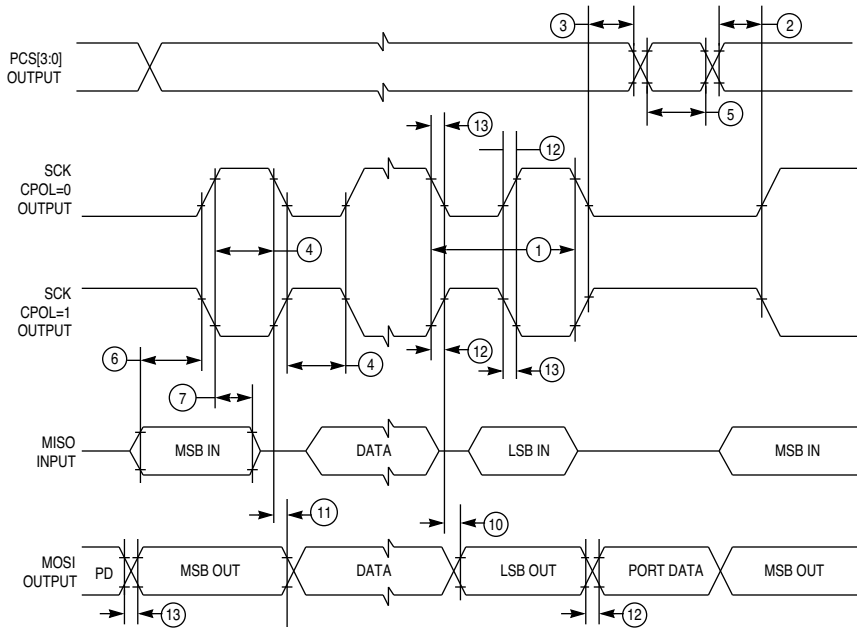 3
2
PCS[3:0]
OUTPUT
5
13
12
SCK
CPOL=0
OUTPUT
4
1
SCK
CPOL=1
OUTPUT
6
12
4
13
7
MISO
INPUT
MSB IN
DATA
LSB IN
MSB IN
11
10
MOSI
OUTPUT
PD
MSB OUT
DATA
LSB OUT
PORT DATA
MSB OUT
13
12